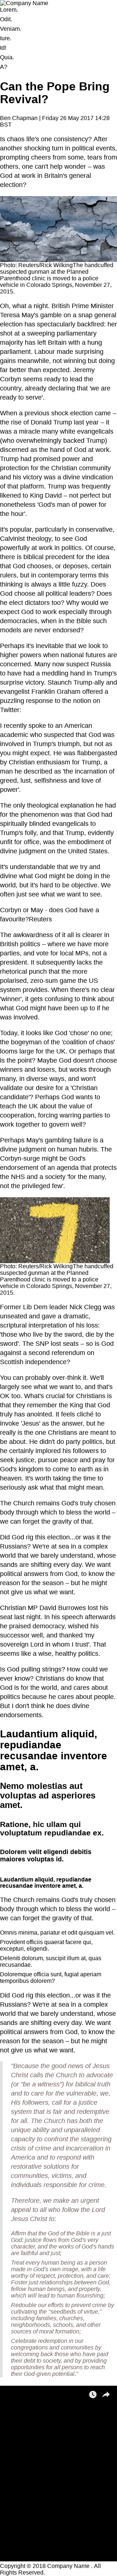 Company Name
Lorem.
Odit.
Veniam.
Iure.
Id!
Quia.
A?
Can the Pope Bring
Revival?
Ben Chapman | Friday 26 May 2017 14:28
BST
Is chaos life's one consistency? After
another shocking turn in political events,
prompting cheers from some, tears from
others, one can't help wonder -- was
God at work in Britain's general
election?
Photo: Reuters/Rick WilkingThe handcuffed
suspected gunman at the Planned
Parenthood clinic is moved to a police
vehicle in Colorado Springs, November 27,
2015.
Oh, what a night. British Prime Minister
Teresa May's gamble on a snap general
election has spectacularly backfired: her
shot at a sweeping parliamentary
majority has been left with a hung
parliament. Labour made surprising
gains meanwhile, not winning but doing
far better than expected. Jeremy
Corbyn seems ready to lead the
country, already declaring that 'we are
ready to serve'.
When a previous shock election came –
the rise of Donald Trump last year – it
was a miracle many white evangelicals
(who overwhelmingly backed Trump)
discerned as the hand of God at work.
Trump had promised power and
protection for the Christian community
and his victory was a divine vindication
of that platform. Trump was frequently
likened to King David – not perfect but
nonetheless 'God's man of power for
the hour'.
It's popular, particularly in conservative,
Calvinist theology, to see God
powerfully at work in politics. Of course,
there is biblical precedent for the idea
that God chooses, or deposes, certain
rulers, but in contemporary terms this
thinking is always a little fuzzy. Does
God choose all political leaders? Does
he elect dictators too? Why would we
expect God to work cleanly through
democracies, when in the Bible such
models are never endorsed?
Perhaps it's inevitable that we look to
higher powers when national futures are
determined. Many now suspect Russia
to have had a meddling hand in Trump's
surprise victory. Staunch Trump ally and
evangelist Franklin Graham offered a
puzzling response to the notion on
Twitter:
I recently spoke to an American
academic who suspected that God was
involved in Trump's triumph, but not as
you might expect. He was unimpressed
by Christian enthusiasm for Trump, a
man he described as the 'incarnation of
greed, lust, selfishness and love of
power'.
The only theological explanation he had
for the phenomenon was that God had
spiritually blinded evangelicals to
Trump's folly, and that Trump, evidently
unfit for office, was the embodiment of
divine judgment on the United States.
It's understandable that we try and
divine what God might be doing in the
world, but it's hard to be objective. We
often just see what we want to see.
Corbyn or May - does God have a
favourite?Reuters
The awkwardness of it all is clearer in
British politics – where we have more
parties, and vote for local MPs, not a
president. It subsequently lacks the
rhetorical punch that the more
polarised, zero-sum game the US
system provides. When there's no clear
'winner', it gets confusing to think about
what God might have been up to if he
was involved.
Today, it looks like God 'chose' no one;
the bogeyman of the 'coalition of chaos'
looms large for the UK. Or perhaps that
is the point? Maybe God doesn't choose
winners and losers, but works through
many, in diverse ways, and wont
validate our desire for a 'Christian
candidate'? Perhaps God wants to
teach the UK about the value of
cooperation, forcing warring parties to
work together to govern well?
Perhaps May's gambling failure is a
divine judgment on human hubris. The
Corbyn-surge might be God's
endorsement of an agenda that protects
the NHS and a society 'for the many,
not the privileged few'.
Photo: Reuters/Rick WilkingThe handcuffed
suspected gunman at the Planned
Parenthood clinic is moved to a police
vehicle in Colorado Springs, November 27,
2015.
Former Lib Dem leader Nick Clegg was
unseated and gave a dramatic,
scriptural interpretation of his loss:
'those who live by the sword, die by the
sword'. The SNP lost seats – so is God
against a second referendum on
Scottish independence?
You can probably over-think it. We'll
largely see what we want to, and that's
OK too. What's crucial for Christians is
that they remember the King that God
truly has anointed. It feels clichéd to
invoke 'Jesus' as the answer, but he
really is the one Christians are meant to
be about. He didn't do party politics, but
he certainly inspired his followers to
seek justice, pursue peace and pray for
God's kingdom to come to earth as in
heaven. It's worth taking the time to
seriously ask what that might mean.
The Church remains God's truly chosen
body through which to bless the world –
we can forget the gravity of that.
Did God rig this election...or was it the
Russians? We're at sea in a complex
world that we barely understand, whose
sands are shifting every day. We want
political answers from God, to know the
reason for the season – but he might
not give us what we want.
Christian MP David Burrowes lost his
seat last night. In his speech afterwards
he praised democracy, wished his
successor well, and thanked 'my
sovereign Lord in whom I trust'. That
seems like a wise, healthy politics.
Is God pulling strings? How could we
ever know? Christians do know that
God is for the world, and cares about
politics because he cares about people.
But I don't think he does divine
endorsements.
Laudantium aliquid,
repudiandae
recusandae inventore
amet, a.
Nemo molestias aut
voluptas ad asperiores
amet.
Ratione, hic ullam qui
voluptatum repudiandae ex.
Dolorem velit eligendi debitis
maiores voluptas id.
Laudantium aliquid, repudiandae
recusandae inventore amet, a.
The Church remains God's truly chosen
body through which to bless the world –
we can forget the gravity of that.
Omnis minima, pariatur et odit quisquam vel.
Provident officiis quaerat facere qui,
excepturi, eligendi.
Deleniti dolorum, suscipit illum at, quas
recusandae.
Doloremque officia sunt, fugiat aperiam
temporibus dolorem?
Did God rig this election...or was it the
Russians? We're at sea in a complex
world that we barely understand, whose
sands are shifting every day. We want
political answers from God, to know the
reason for the season – but he might
not give us what we want.
"Because the good news of Jesus
Christ calls the Church to advocate
(or "be a witness") for biblical truth
and to care for the vulnerable, we,
His followers, call for a justice
system that is fair and redemptive
for all. The Church has both the
unique ability and unparalleled
capacity to confront the staggering
crisis of crime and incarceration in
America and to respond with
restorative solutions for
communities, victims, and
individuals responsible for crime.
Therefore, we make an urgent
appeal to all who follow the Lord
Jesus Christ to:
Affirm that the God of the Bible is a just
God; justice flows from God's very
character, and the works of God's hands
are faithful and just;
Treat every human being as a person
made in God's own image, with a life
worthy of respect, protection, and care;
Foster just relationships between God,
fellow human beings, and property,
which will lead to human flourishing;
Redouble our efforts to prevent crime by
cultivating the "seedbeds of virtue,"
including families, churches,
neighborhoods, schools, and other
sources of moral formation;
Celebrate redemption in our
congregations and communities by
welcoming back those who have paid
their debt to society, and by providing
opportunities for all persons to reach
their God-given potential."
Copyright © 2018 Company Name . All
Rights Reserved.